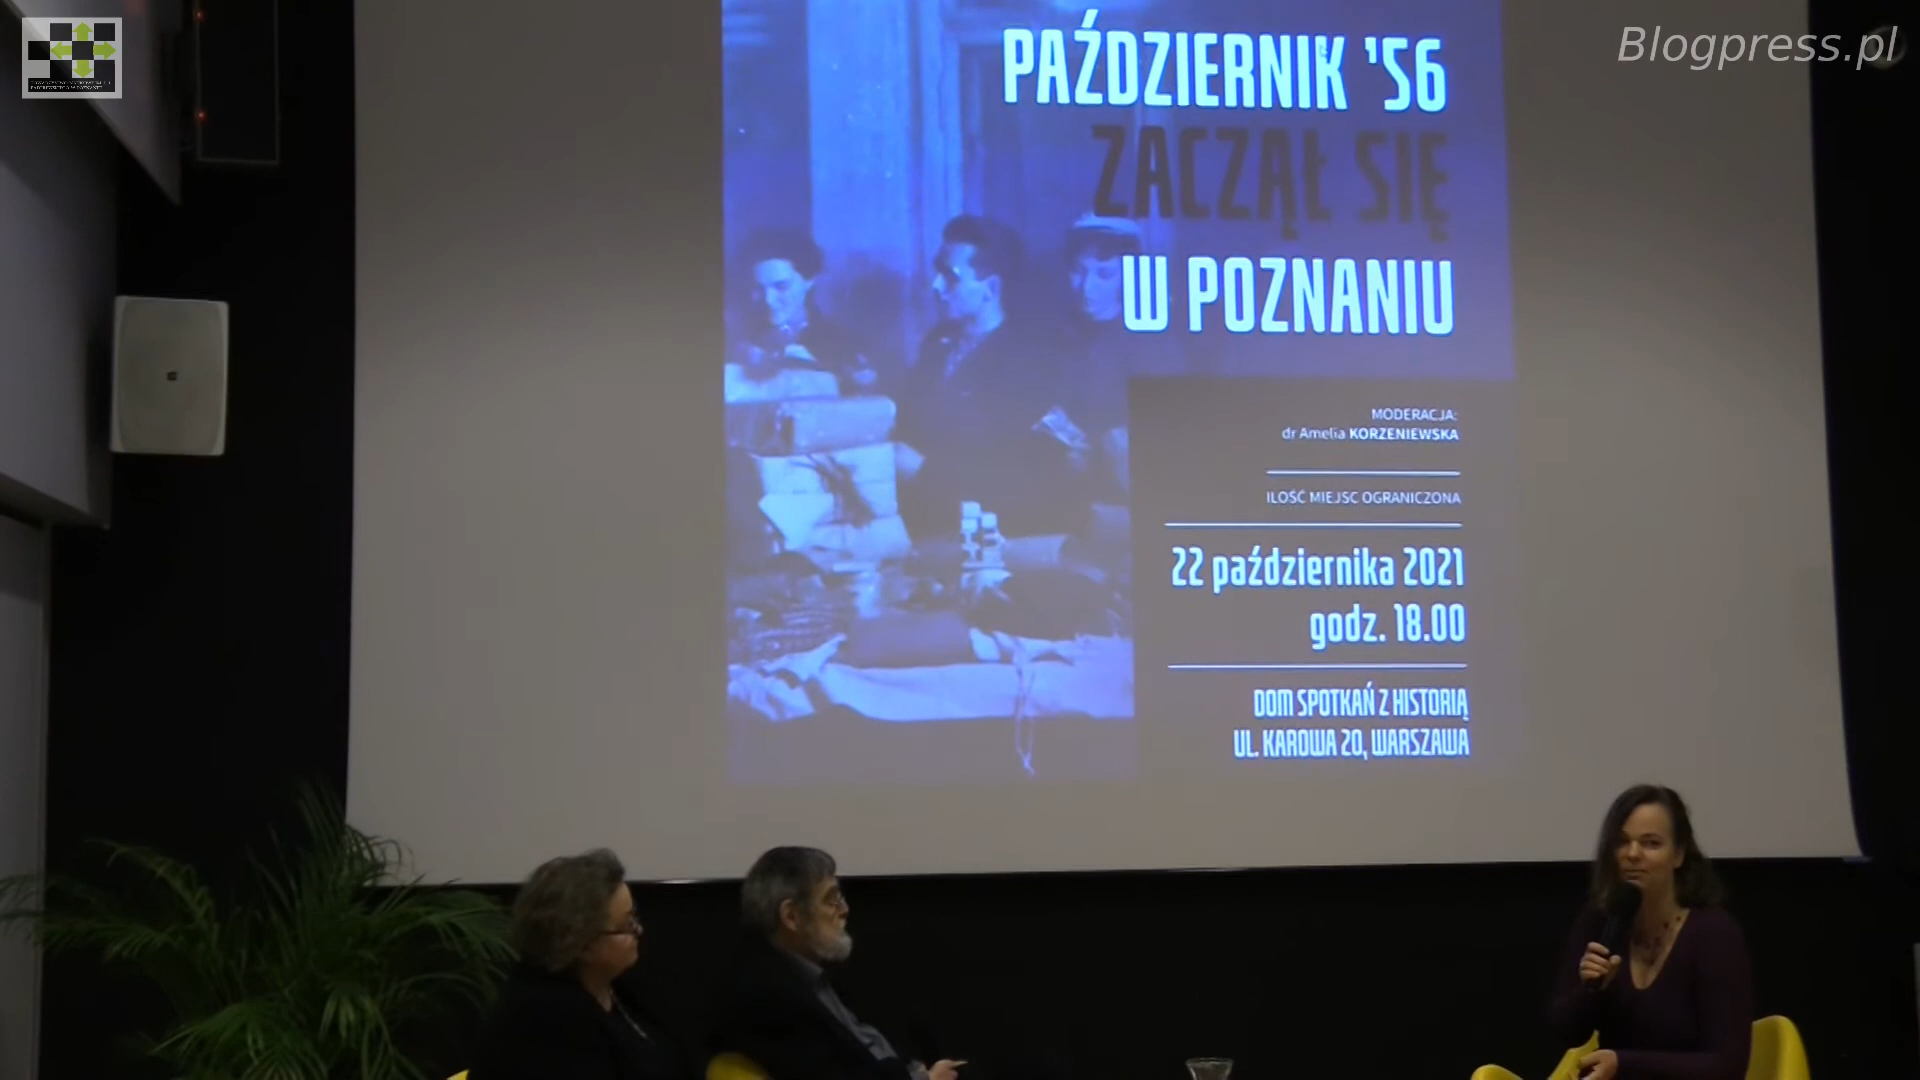 Blogpress.pl
PAŹDZIERNIK '56
ZACZĄŁ SIĘ
W POZNANIU
MODERACJA:
dr Amelia KORZENIEWSKA
ILOŚĆ MIEJSC OGRANICZONA
22 października 2021
godz. 18.00
DOM SPOTKAŃ Z HISTORIĄ
UL. KAROWA 20, WARSZAWA